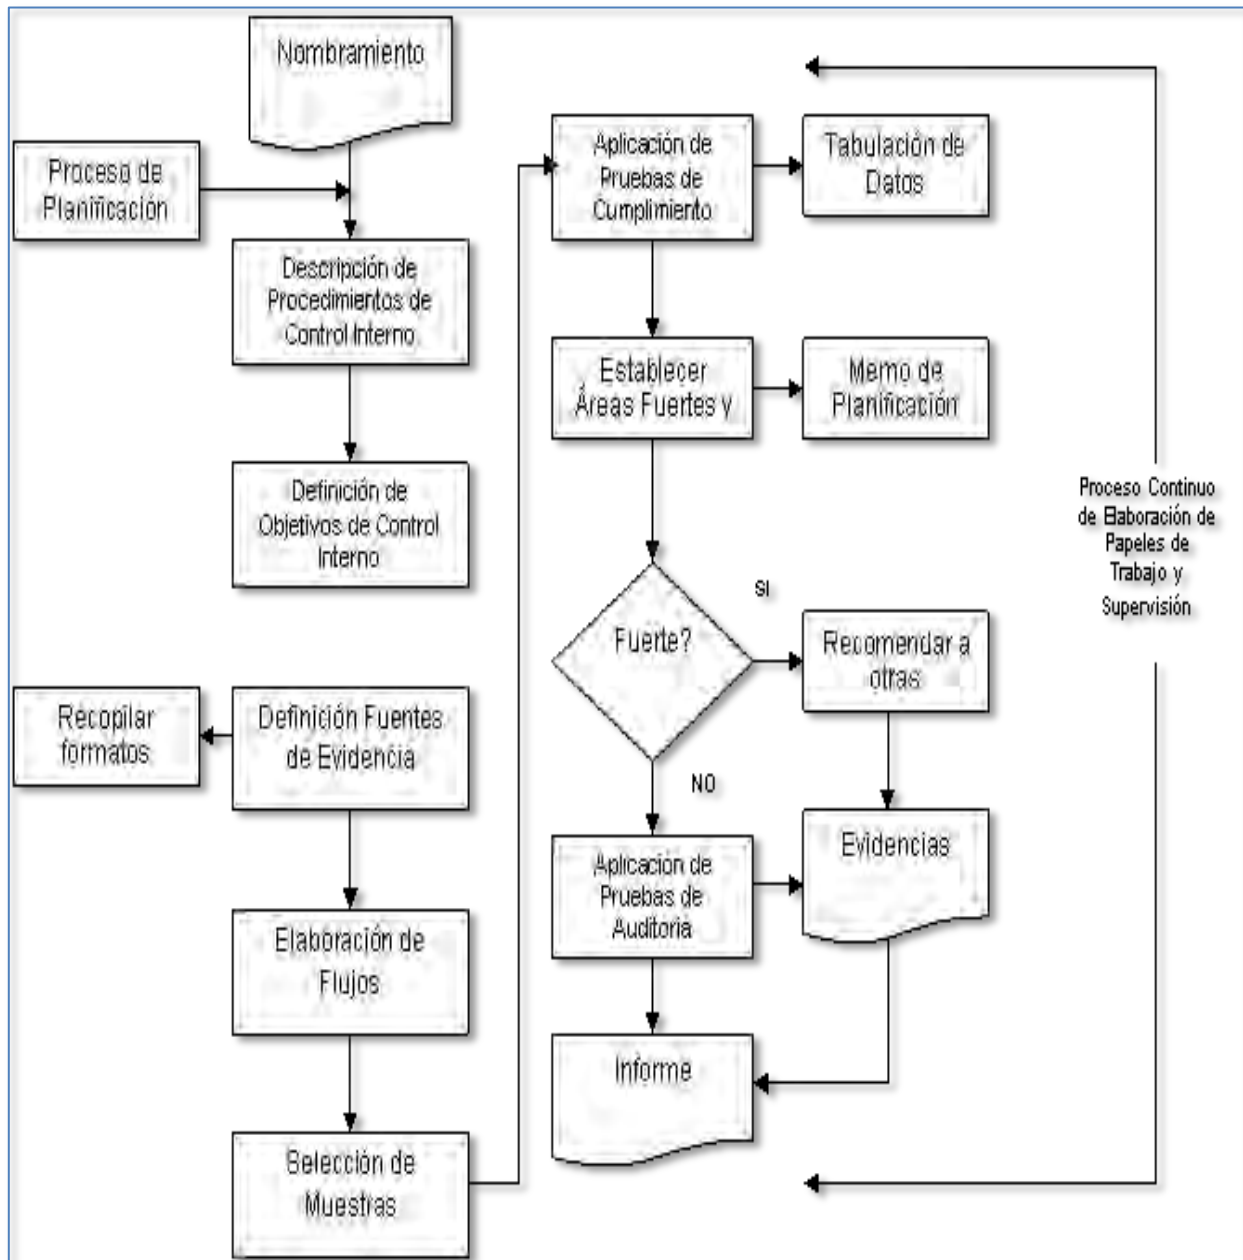 Nombramiento
Proceso de
Planificación
Descripción de
Procedimientos de
Control Interno
Definición de
Objetivos de Control
Interno
Recopilar
formatos
Definición Fuentes
de Evidencia
Elaboración de
Flujos
Selección de
Muestras
Aplicación de
Pruebas de
Cumplimiento
Tabulación de
Datos
Establecer
Áreas Fuertes y
Memo de
Planificación
Fuerte?
SI
Recomendar a
otras
NO
Aplicación de
Pruebas de
Auditoria
Evidencias
Informe
Proceso Continuo
de Elaboración de
Papeles de
Trabajo y
Supervisión